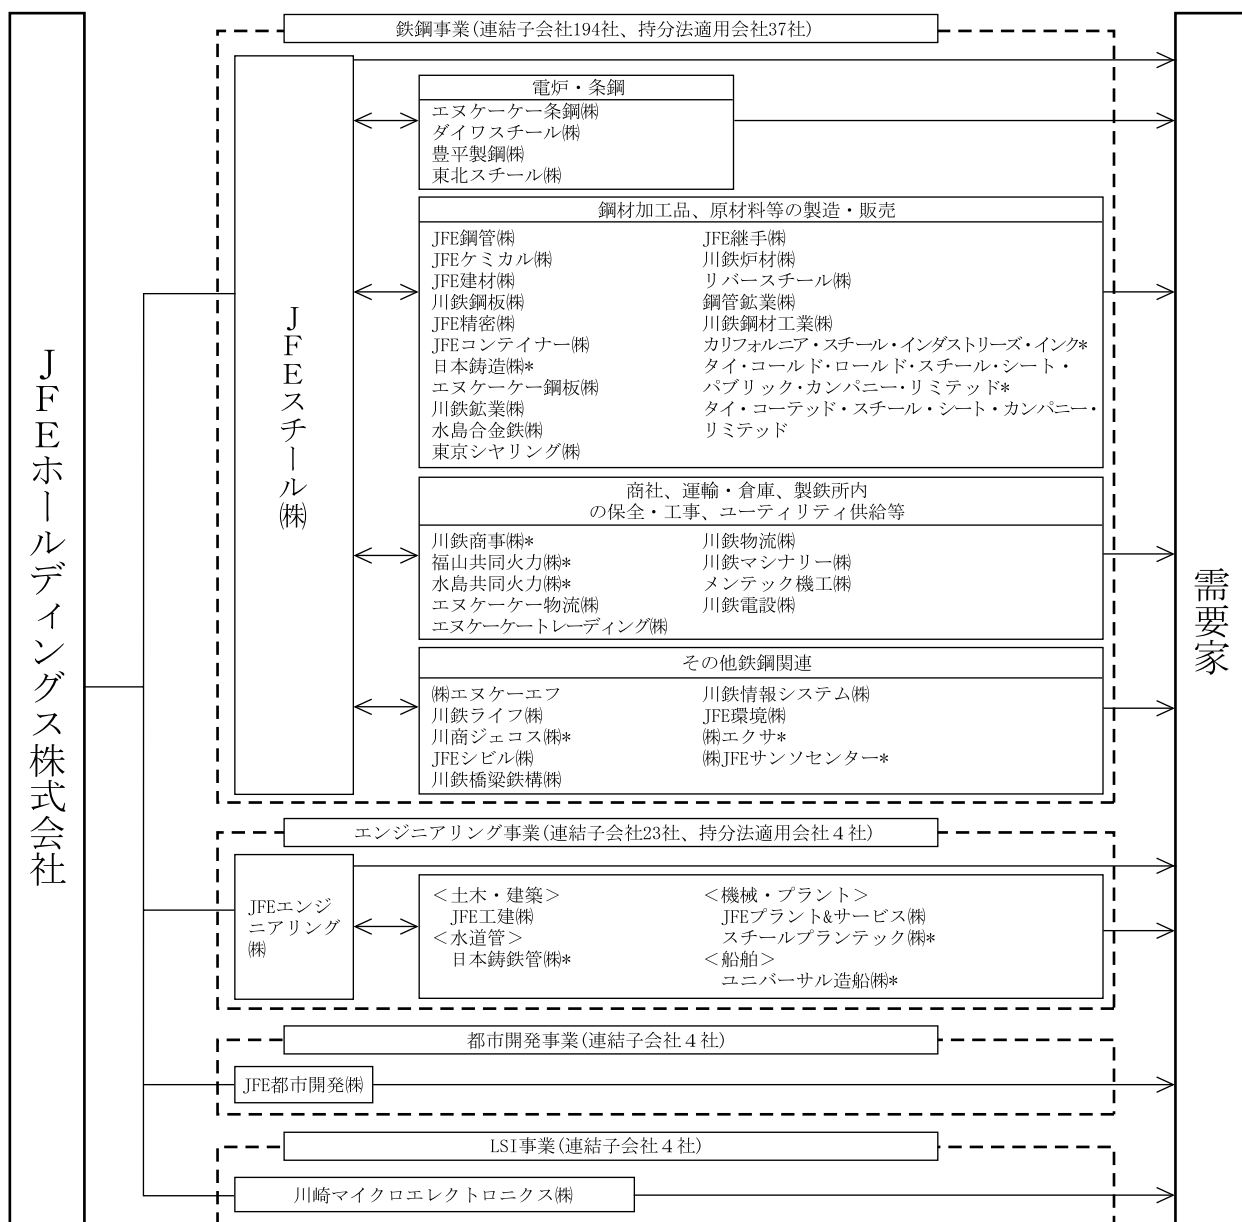 JFEホールディングス株式会社
鉄鋼事業(連結子会社194社、持分法適用会社37社)
JFEスチール㈱
電炉・条鋼
エヌケーケー条鋼㈱
ダイワスチール㈱
豊平製鋼㈱
東北スチール㈱
鋼材加工品、原材料等の製造・販売
JFE鋼管㈱
JFEケミカル㈱
JFE建材㈱
川鉄鋼板㈱
JFE精密㈱
JFEコンテイナー㈱
日本鋳造㈱*
エヌケーケー鋼板㈱
川鉄鉱業㈱
水島合金鉄㈱
東京シヤリング㈱
JFE継手㈱
川鉄炉材㈱
リバースチール㈱
鋼管鉱業㈱
川鉄鋼材工業㈱
カリフォルニア・スチール・インダストリーズ・インク*
タイ・コールド・ロールド・スチール・シート・
パブリック・カンパニー・リミテッド*
タイ・コーテッド・スチール・シート・カンパニー・
リミテッド
商社、運輸・倉庫、製鉄所内
の保全・工事、ユーティリティ供給等
川鉄商事㈱*
福山共同火力㈱*
水島共同火力㈱*
エヌケーケー物流㈱
エヌケーケートレーディング㈱
川鉄物流㈱
川鉄マシナリー㈱
メンテック機工㈱
川鉄電設㈱
その他鉄鋼関連
㈱エヌケーエフ
川鉄ライフ㈱
川商ジェコス㈱*
JFEシビル㈱
川鉄橋梁鉄構㈱
川鉄情報システム㈱
JFE環境㈱
㈱エクサ*
㈱JFEサンソセンター*
エンジニアリング事業(連結子会社23社、持分法適用会社４社)
JFEエンジ
ニアリング
㈱
＜土木・建築＞
JFE工建㈱
＜水道管＞
日本鋳鉄管㈱*
＜機械・プラント＞
JFEプラント&サービス㈱
スチールプランテック㈱*
＜船舶＞
ユニバーサル造船㈱*
都市開発事業(連結子会社４社)
JFE都市開発㈱
LSI事業(連結子会社４社)
川崎マイクロエレクトロニクス㈱
需要家